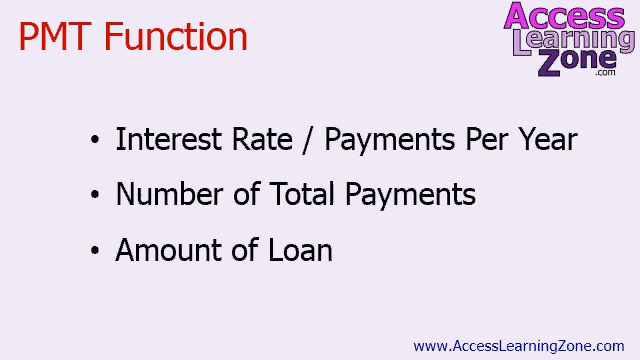 PMT Function
Access
Learning
Zone.com
• Interest Rate / Payments Per Year
• Number of Total Payments
• Amount of Loan
www.AccessLearningZone.com